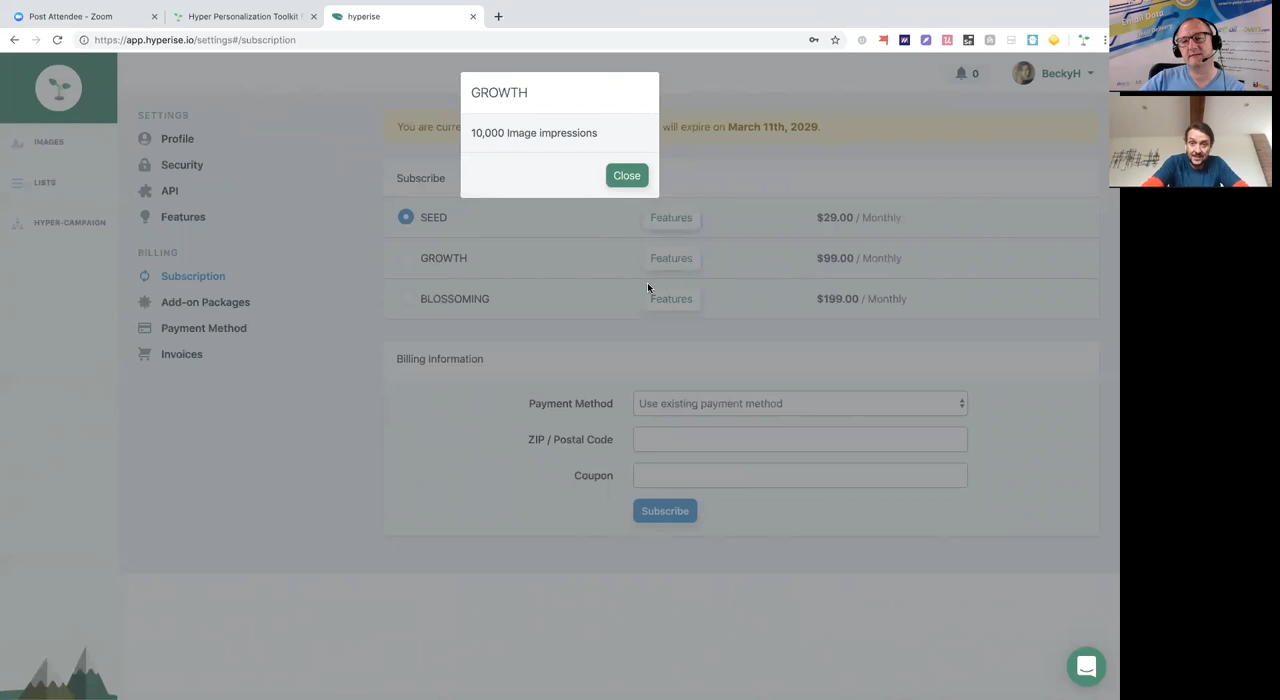 Post Attendee - Zoom
Hyper Personalization Toolkit
hyperise
https://app.hyperise.io/settings#/subscription
Email Data
0
BeckyH
IMAGES
LISTS
HYPER-CAMPAIGN
SETTINGS
Profile
Security
API
Features
BILLING
Subscription
Add-on Packages
Payment Method
Invoices
GROWTH
10,000 Image impressions
Close
You are curre
will expire on March 11th, 2029.
Subscribe
SEED Features $29.00 / Monthly
GROWTH Features $99.00 / Monthly
BLOSSOMING Features $199.00 / Monthly
Billing Information
Payment Method Use existing payment method
ZIP / Postal Code
Coupon
Subscribe